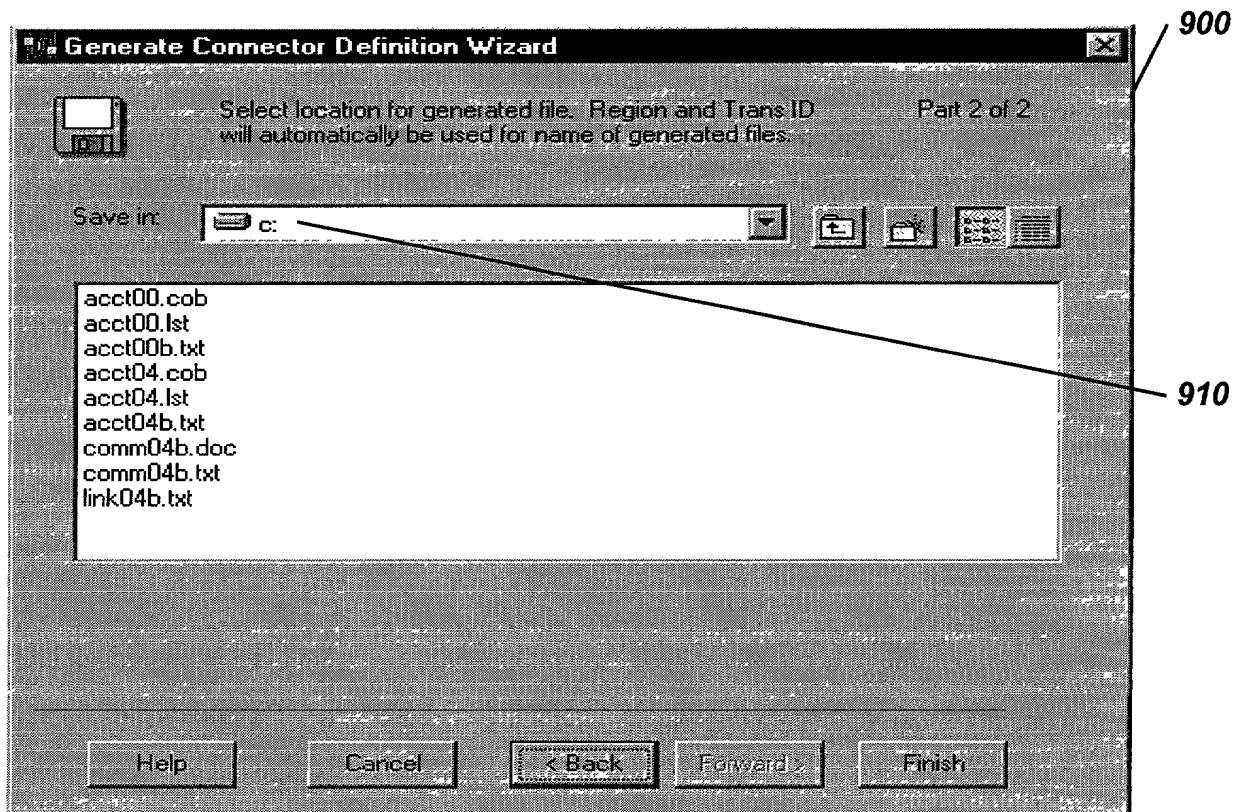 900
Generate Connector Definition Wizard
Select location for generated file. Region and Trans ID
will automatically be used for name of generated files.
Part 2 of 2
Save in:
c:
acct00.cob
acct00.lst
acct00b.txt
acct04.cob
acct04.lst
acct04b.txt
comm04b.doc
comm04b.txt
link04b.txt
910
Help
Cancel
< Back
Forward >
Finish